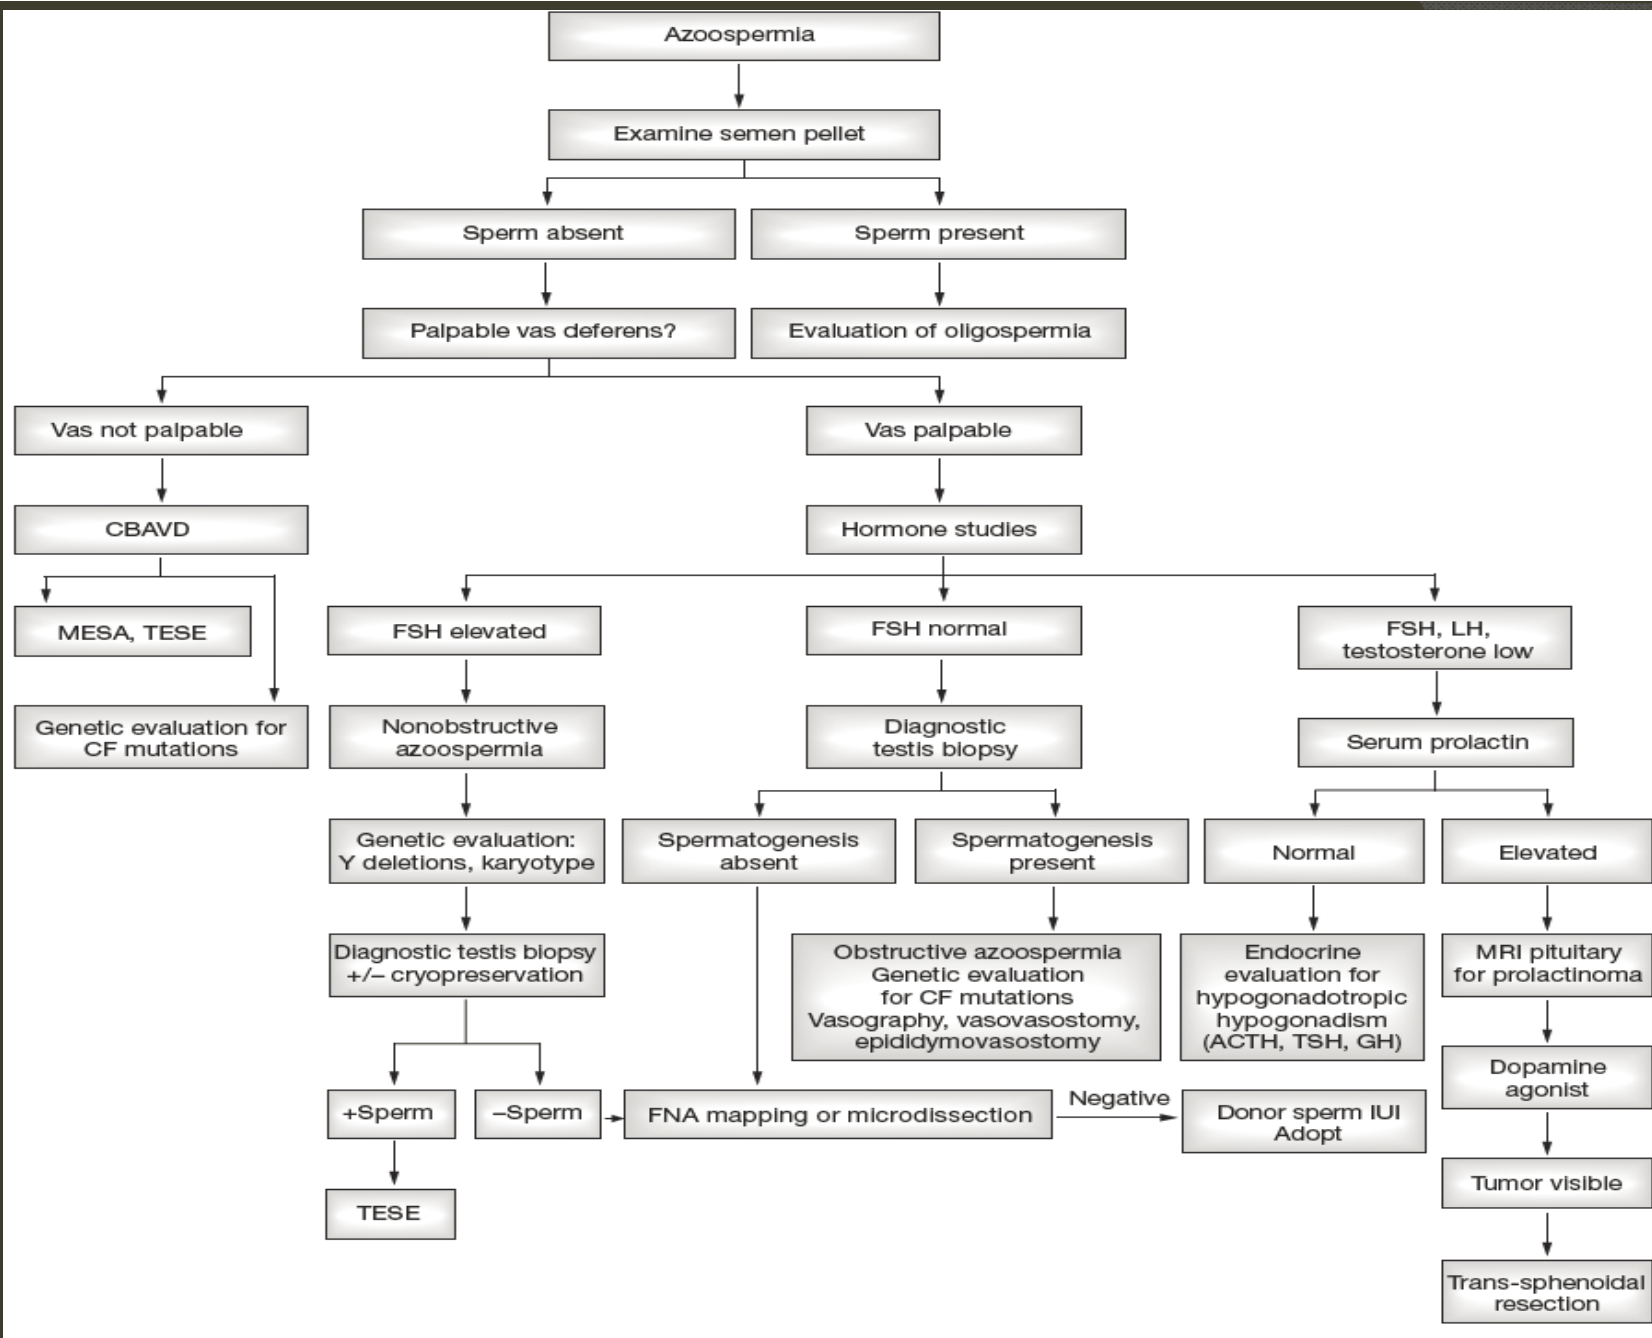 Azoospermia
Examine semen pellet
Sperm absent
Sperm present
Palpable vas deferens?
Evaluation of oligospermia
Vas not palpable
Vas palpable
CBAVD
Hormone studies
MESA, TESE
FSH elevated
FSH normal
FSH, LH,
testosterone low
Genetic evaluation for
CF mutations
Nonobstructive
azoospermia
Diagnostic
testis biopsy
Serum prolactin
Genetic evaluation:
Y deletions, karyotype
Spermatogenesis
absent
Spermatogenesis
present
Normal
Elevated
Diagnostic testis biopsy
+/– cryopreservation
Obstructive azoospermia
Genetic evaluation
for CF mutations
Vasography, vasovasostomy,
epididymovasostomy
Endocrine
evaluation for
hypogonadotropic
hypogonadism
(ACTH, TSH, GH)
MRI pituitary
for prolactinoma
Dopamine
agonist
+Sperm
–Sperm
FNA mapping or microdissection
Negative
Donor sperm IUI
Adopt
Tumor visible
TESE
Trans-sphenoidal
resection